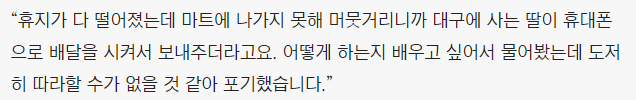 “휴지가 다 떨어졌는데 마트에 나가지 못해 머뭇거리니까 대구에 사는 딸이 휴대폰
으로 배달을 시켜서 보내주더라고요. 어떻게 하는지 배우고 싶어서 물어봤는데 도저
히 따라할 수가 없을 것 같아 포기했습니다.”